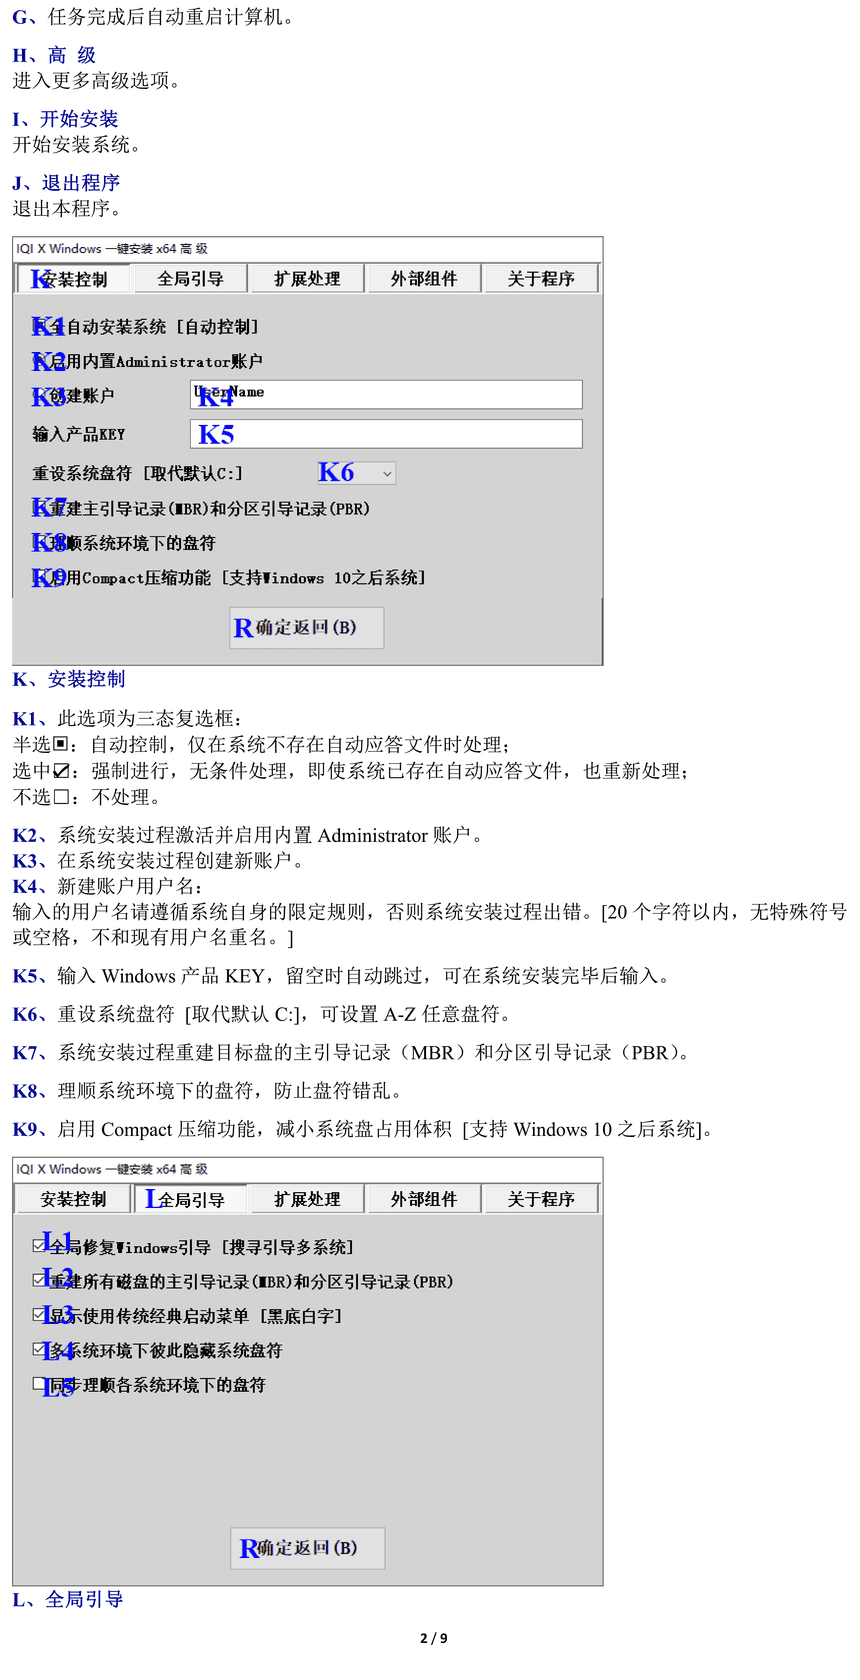 G、任务完成后自动重启计算机。
H、高 级
进入更多高级选项。
I、开始安装
开始安装系统。
J、退出程序
退出本程序。
IQI X Windows 一键安装 x64 高 级
K安装控制 全局引导 扩展处理 外部组件 关于程序
K1全自动安装系统 [自动控制]
K2启用内置Administrator账户
K3创建账户 UserName K4
输入产品KEY K5
重设系统盘符 [取代默认C:] K6
K7重建主引导记录(MBR)和分区引导记录(PBR)
K8理顺系统环境下的盘符
K9启用Compact压缩功能 [支持Windows 10之后系统]
R确定返回(B)
K、安装控制
K1、此选项为三态复选框：
半选▣：自动控制，仅在系统不存在自动应答文件时处理；
选中☑：强制进行，无条件处理，即使系统已存在自动应答文件，也重新处理；
不选□：不处理。
K2、系统安装过程激活并启用内置 Administrator 账户。
K3、在系统安装过程创建新账户。
K4、新建账户用户名：
输入的用户名请遵循系统自身的限定规则，否则系统安装过程出错。[20 个字符以内，无特殊符号
或空格，不和现有用户名重名。]
K5、输入 Windows 产品 KEY，留空时自动跳过，可在系统安装完毕后输入。
K6、重设系统盘符 [取代默认 C:]，可设置 A-Z 任意盘符。
K7、系统安装过程重建目标盘的主引导记录（MBR）和分区引导记录（PBR）。
K8、理顺系统环境下的盘符，防止盘符错乱。
K9、启用 Compact 压缩功能，减小系统盘占用体积 [支持 Windows 10 之后系统]。
IQI X Windows 一键安装 x64 高 级
安装控制 L全局引导 扩展处理 外部组件 关于程序
L1全局修复Windows引导 [搜寻引导多系统]
L2重建所有磁盘的主引导记录(MBR)和分区引导记录(PBR)
L3显示使用传统经典启动菜单 [黑底白字]
L4多系统环境下彼此隐藏系统盘符
L5同步理顺各系统环境下的盘符
R确定返回(B)
L、全局引导
2 / 9